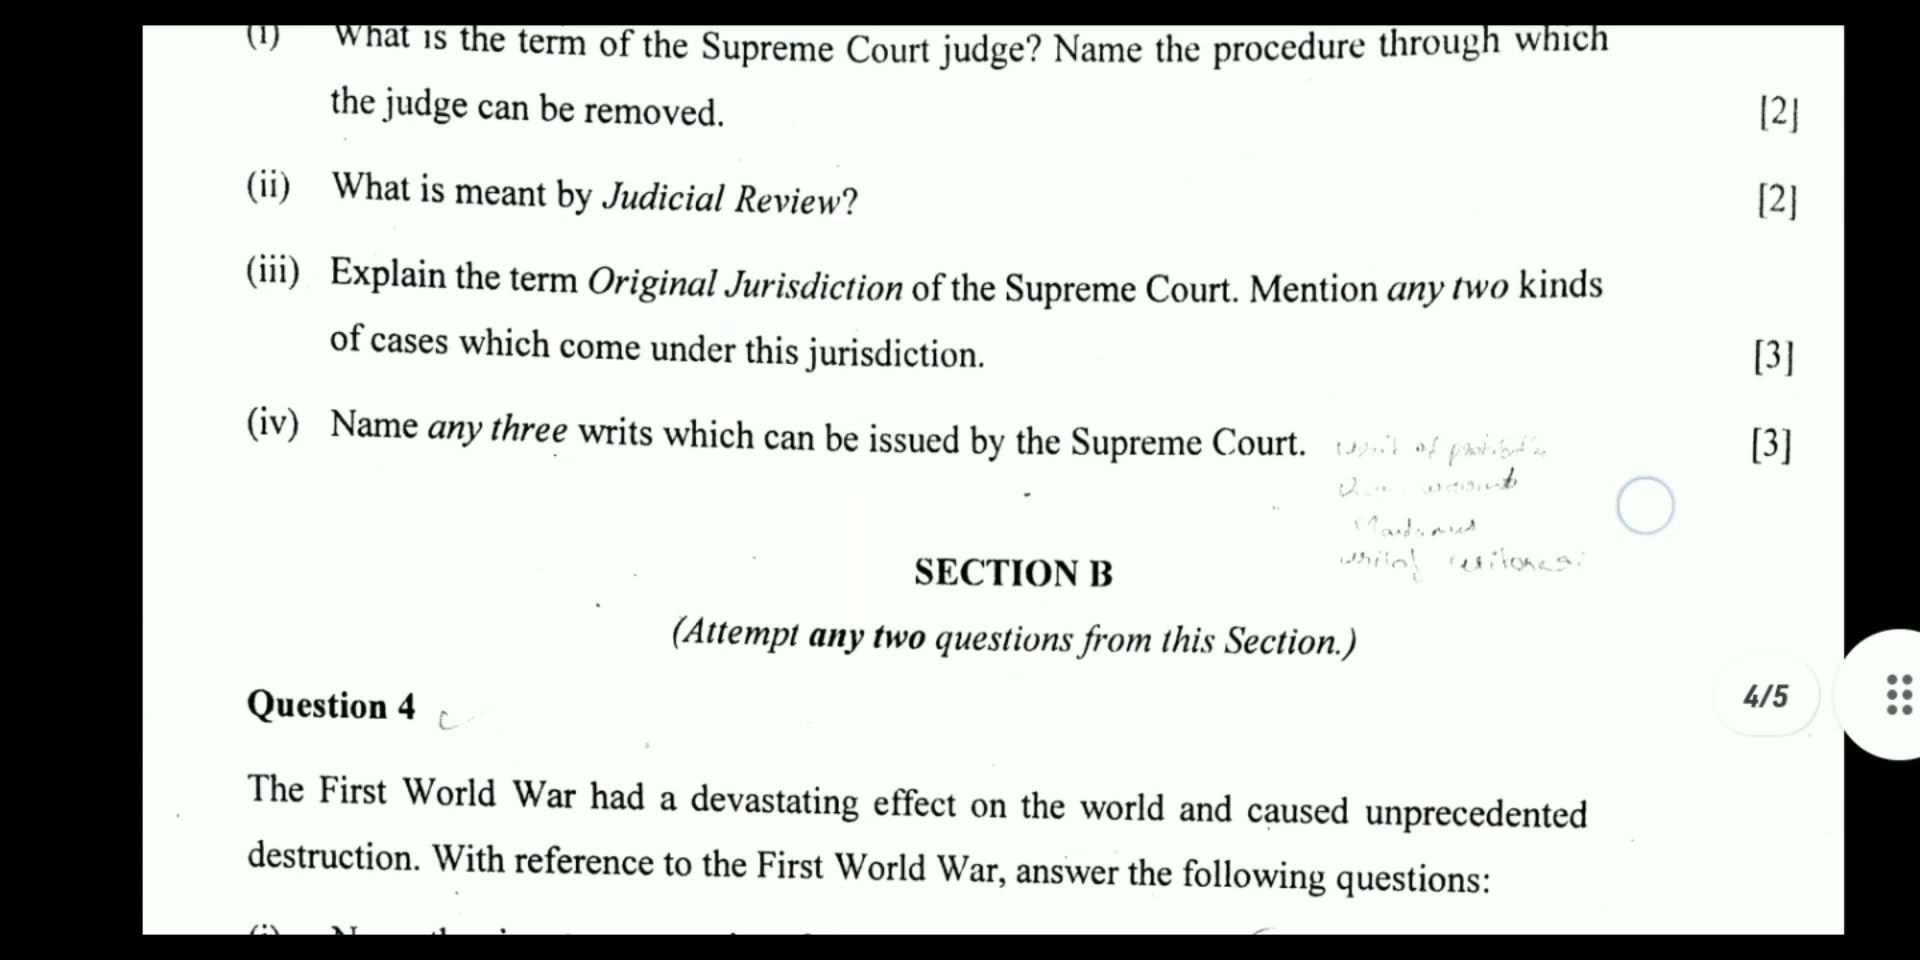 (i) What is the term of the Supreme Court judge? Name the procedure through which
the judge can be removed. [2]
(ii) What is meant by Judicial Review? [2]
(iii) Explain the term Original Jurisdiction of the Supreme Court. Mention any two kinds
of cases which come under this jurisdiction. [3]
(iv) Name any three writs which can be issued by the Supreme Court. [3]
writ of
Mandamus
SECTION B
(Attempt any two questions from this Section.)
Question 4
4/5
The First World War had a devastating effect on the world and caused unprecedented
destruction. With reference to the First World War, answer the following questions: